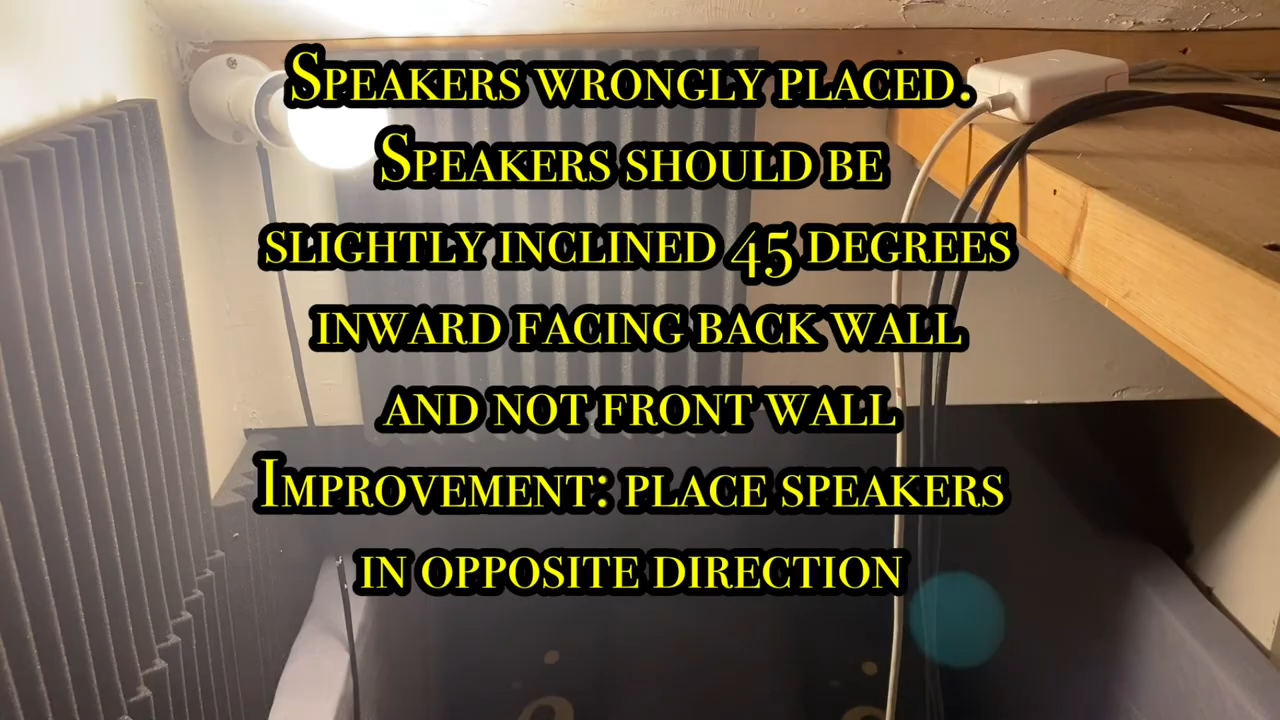 Speakers wrongly placed.
Speakers should be
slightly inclined 45 degrees
inward facing back wall
and not front wall
Improvement: place speakers
in opposite direction